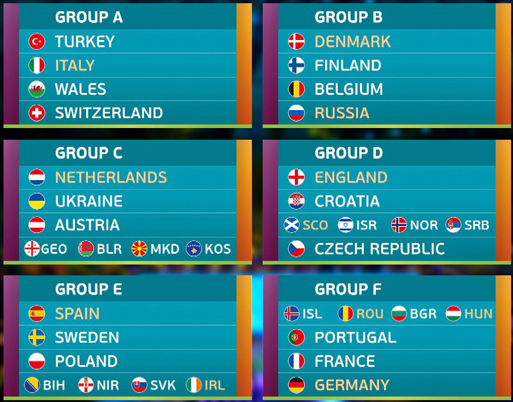 GROUP A
TURKEY
ITALY
WALES
SWITZERLAND
GROUP B
DENMARK
FINLAND
BELGIUM
RUSSIA
GROUP C
NETHERLANDS
UKRAINE
AUSTRIA
GEO BLR MKD KOS
GROUP D
ENGLAND
CROATIA
SCO ISR NOR SRB
CZECH REPUBLIC
GROUP E
SPAIN
SWEDEN
POLAND
BIH NIR SVK IRL
GROUP F
ISL ROU BGR HUN
PORTUGAL
FRANCE
GERMANY